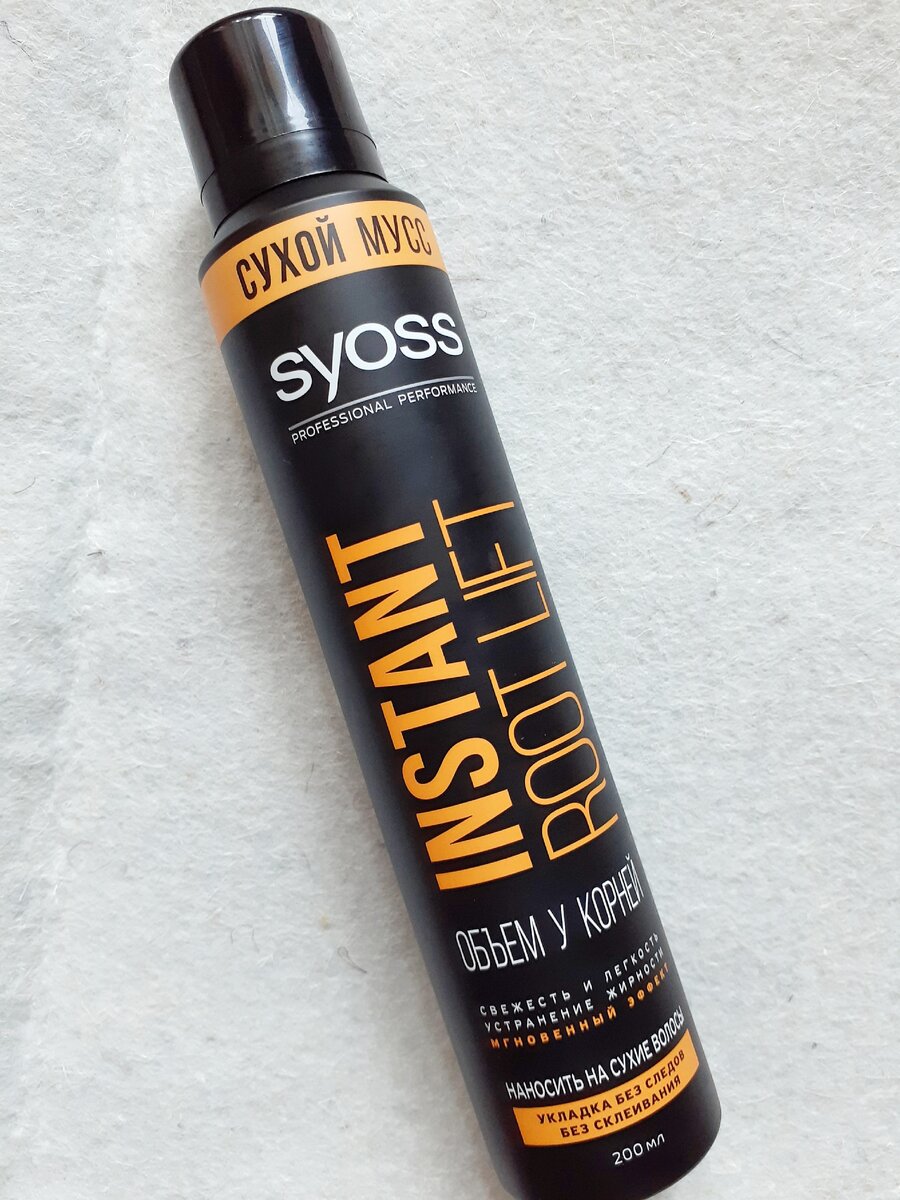 СУХОЙ МУСС
syoss
PROFESSIONAL PERFORMANCE
INSTANT
ROOT LIFT
ОБЪЕМ У КОРНЕЙ
СВЕЖЕСТЬ И ЛЕГКОСТЬ
УСТРАНЕНИЕ ЖИРНОСТИ
МГНОВЕННЫЙ ЭФФЕКТ
НАНОСИТЬ НА СУХИЕ ВОЛОСЫ
УКЛАДКА БЕЗ СЛЕДОВ
БЕЗ СКЛЕИВАНИЯ
200 мл